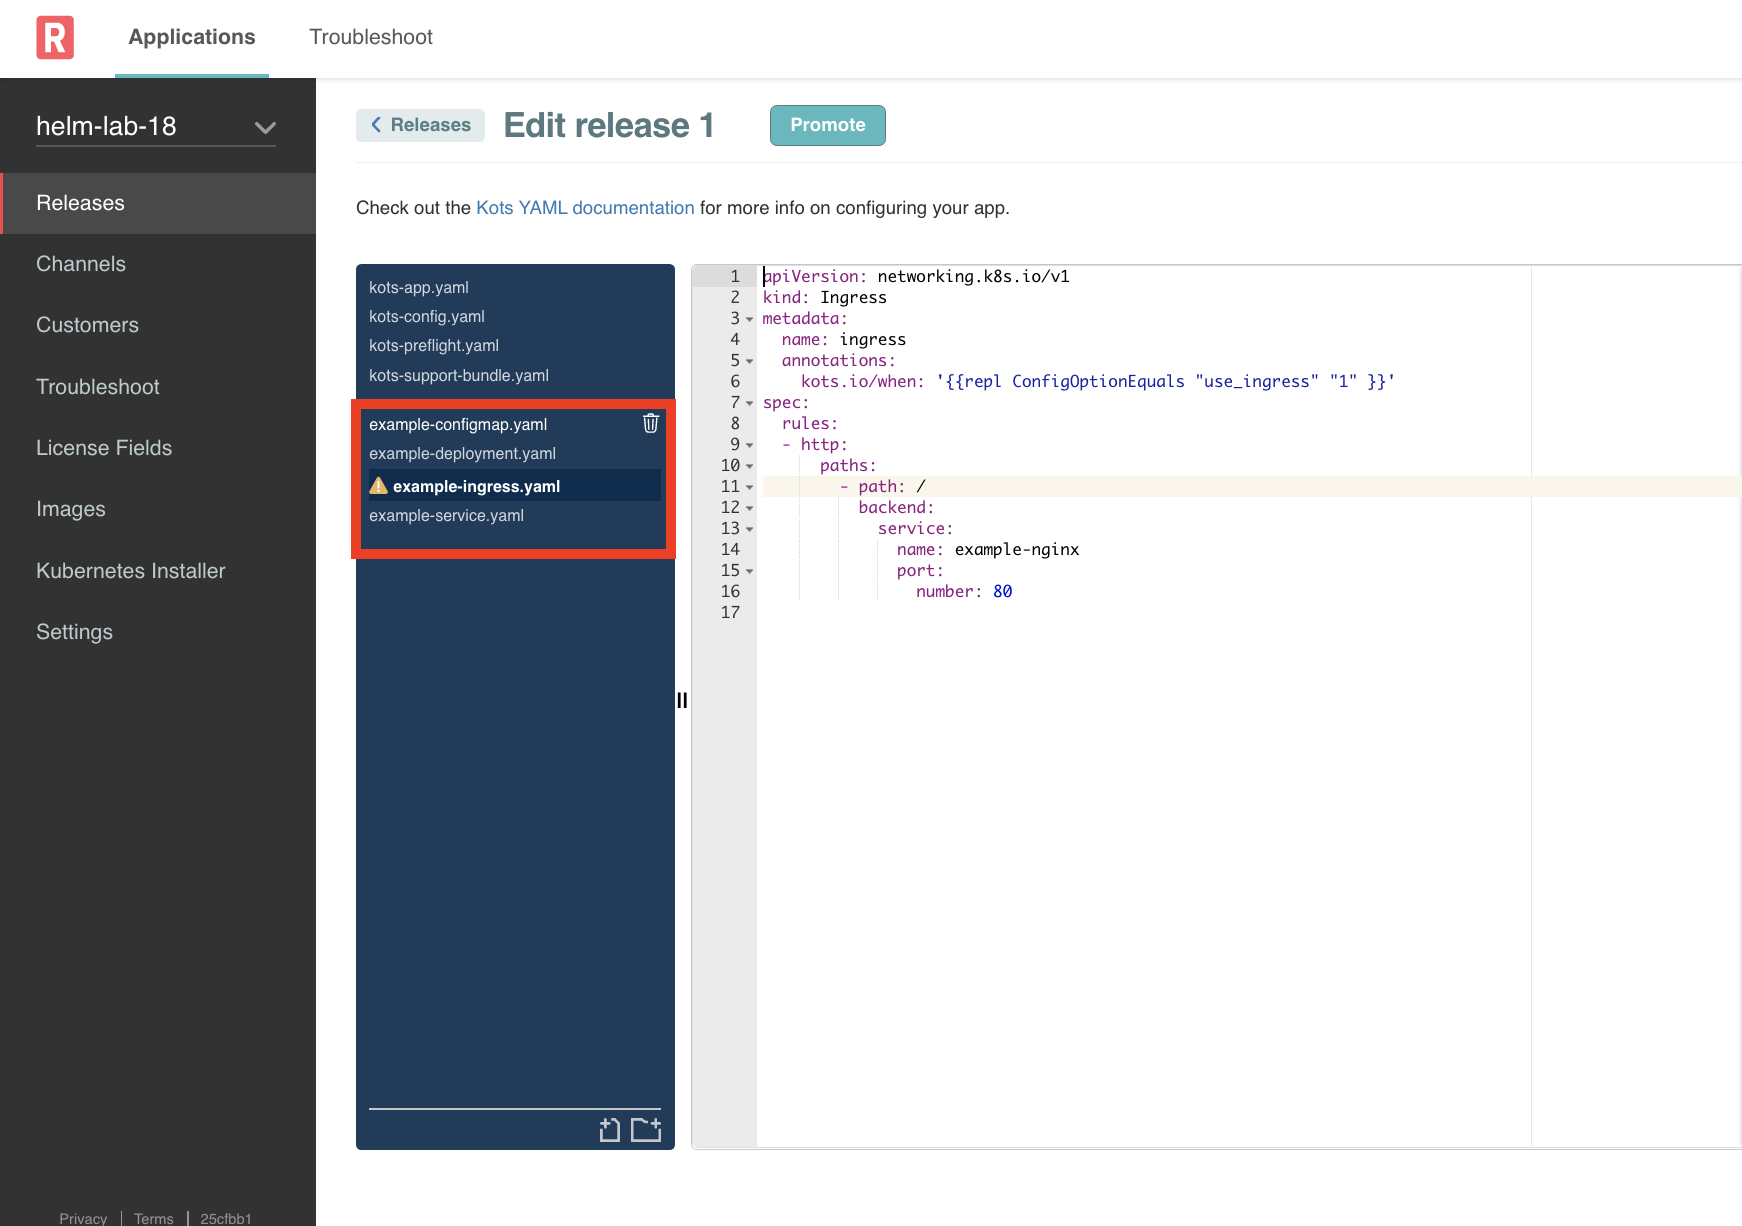 R Applications Troubleshoot
helm-lab-18
Releases
Channels
Customers
Troubleshoot
License Fields
Images
Kubernetes Installer
Settings
Privacy | Terms | 25cfbb1
Releases
Edit release 1
Promote
Check out the Kots YAML documentation for more info on configuring your app.
kots-app.yaml
kots-config.yaml
kots-preflight.yaml
kots-support-bundle.yaml
example-configmap.yaml
example-deployment.yaml
example-ingress.yaml
example-service.yaml
1 apiVersion: networking.k8s.io/v1
2 kind: Ingress
3 metadata:
4   name: ingress
5   annotations:
6     kots.io/when: '{{repl ConfigOptionEquals "use_ingress" "1" }}'
7 spec:
8   rules:
9   - http:
10       paths:
11         - path: /
12           backend:
13             service:
14               name: example-nginx
15               port:
16                 number: 80
17